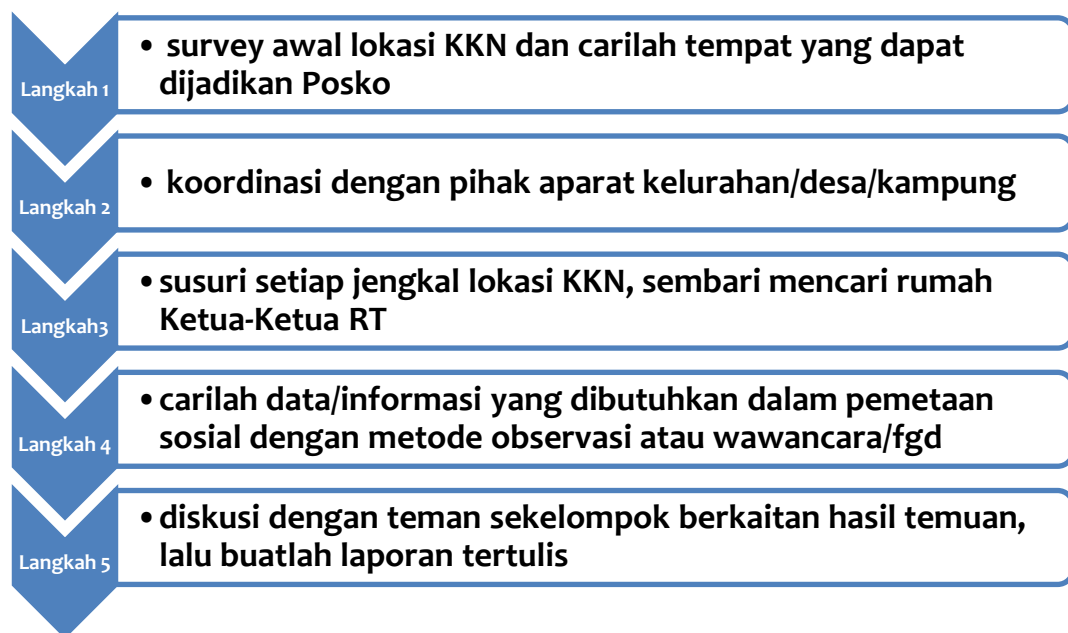 Langkah 1
• survey awal lokasi KKN dan carilah tempat yang dapat
dijadikan Posko
Langkah 2
• koordinasi dengan pihak aparat kelurahan/desa/kampung
Langkah3
• susuri setiap jengkal lokasi KKN, sembari mencari rumah
Ketua-Ketua RT
Langkah 4
• carilah data/informasi yang dibutuhkan dalam pemetaan
sosial dengan metode observasi atau wawancara/fgd
Langkah 5
• diskusi dengan teman sekelompok berkaitan hasil temuan,
lalu buatlah laporan tertulis